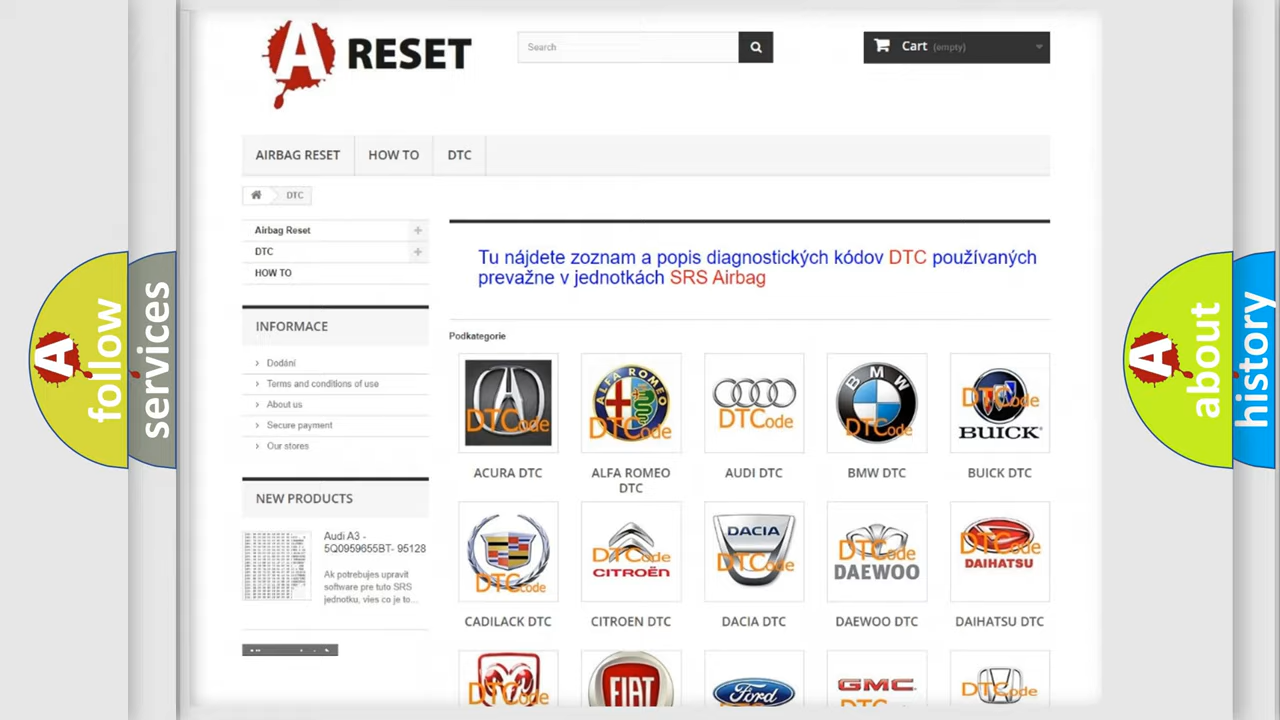 A RESET
Search
Cart (empty)
AIRBAG RESET
HOW TO
DTC
DTC
Airbag Reset
DTC
HOW TO
INFORMACE
Dodání
Terms and conditions of use
About us
Secure payment
Our stores
NEW PRODUCTS
Audi A3 -
5Q0959655BT- 95128
Ak potrebujes upravit
software pre tuto SRS
jednotku, vies co je to...
Tu nájdete zoznam a popis diagnostických kódov DTC používaných
prevažne v jednotkách SRS Airbag
Podkategorie
DTCode
ALFA ROMEO
DTCode
DTCode
BMW
DTCode
DTCode
BUICK
ACURA DTC
ALFA ROMEO
DTC
AUDI DTC
BMW DTC
BUICK DTC
DTCode
DTCode
CITROËN
DACIA
DTCode
DTCode
DAEWOO
DTCode
DAIHATSU
CADILACK DTC
CITROEN DTC
DACIA DTC
DAEWOO DTC
DAIHATSU DTC
DTCode
FIAT
Ford
GMC
DTCode
A follow
services
A about
history